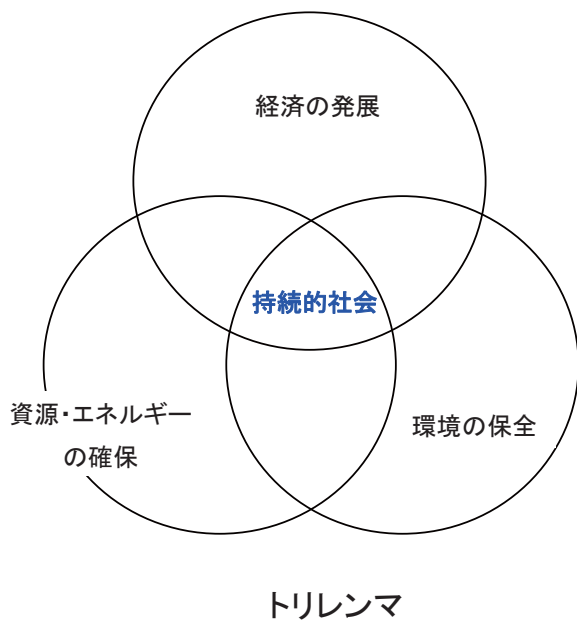 経済の発展
持続的社会
資源・エネルギー
の確保
環境の保全
トリレンマ